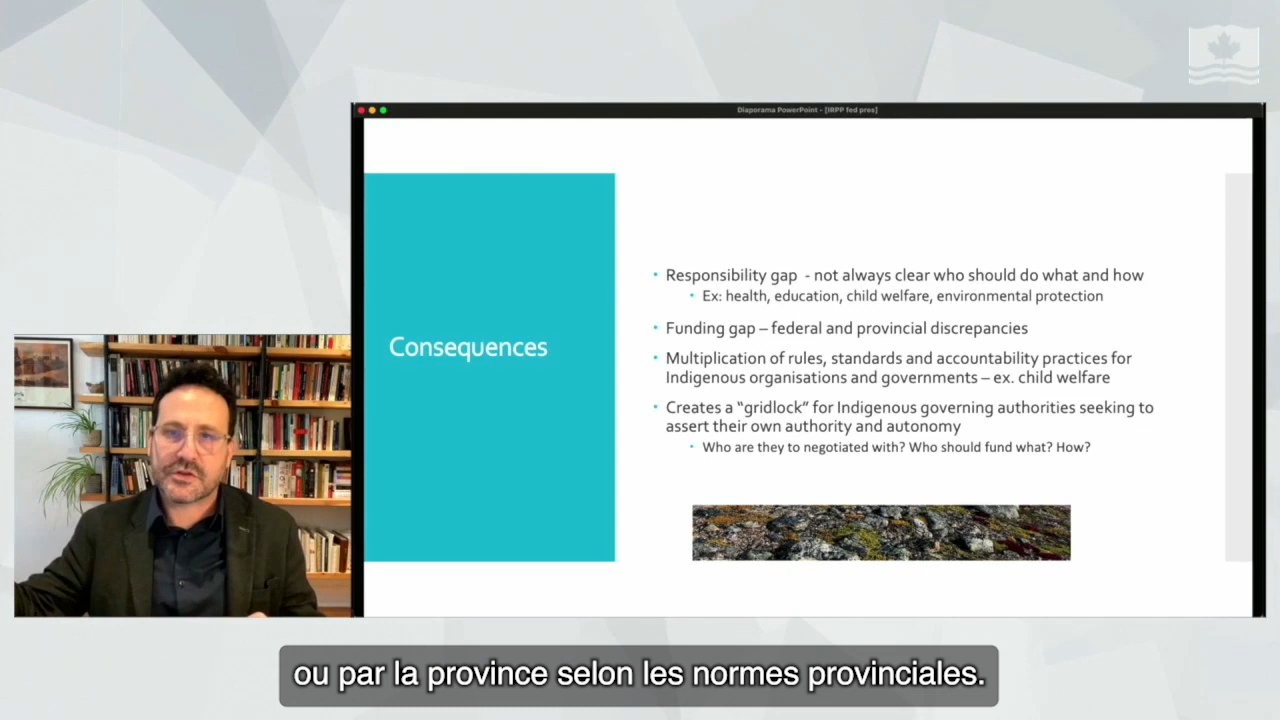 Diaporama PowerPoint - [IRPP fed pres]
Consequences
• Responsibility gap - not always clear who should do what and how
• Ex: health, education, child welfare, environmental protection
• Funding gap – federal and provincial discrepancies
• Multiplication of rules, standards and accountability practices for
Indigenous organisations and governments – ex. child welfare
• Creates a “gridlock” for Indigenous governing authorities seeking to
assert their own authority and autonomy
• Who are they to negotiated with? Who should fund what? How?
ou par la province selon les normes provinciales.